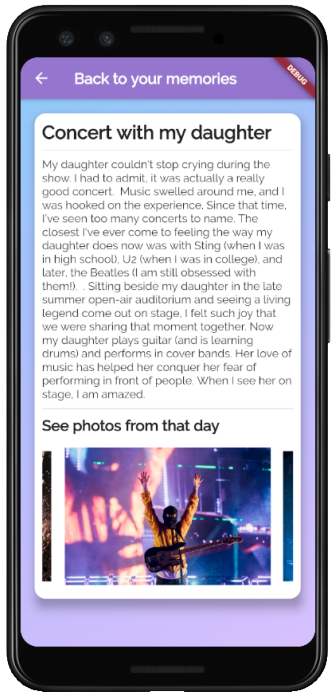 DEBUG
Back to your memories
Concert with my daughter
My daughter couldn't stop crying during the
show. I had to admit, it was actually a really
good concert.  Music swelled around me, and I
was hooked on the experience, Since that time,
I've seen too many concerts to name. The
closest I've ever come to feeling the way my
daughter does now was with Sting (when I was
in high school), U2 (when I was in college), and
later, the Beatles (I am still obsessed with
them!).  . Sitting beside my daughter in the late
summer open-air auditorium and seeing a living
legend come out on stage, I felt such joy that
we were sharing that moment together. Now
my daughter plays guitar (and is learning
drums) and performs in cover bands. Her love of
music has helped her conquer her fear of
performing in front of people. When I see her on
stage, I am amazed.
See photos from that day